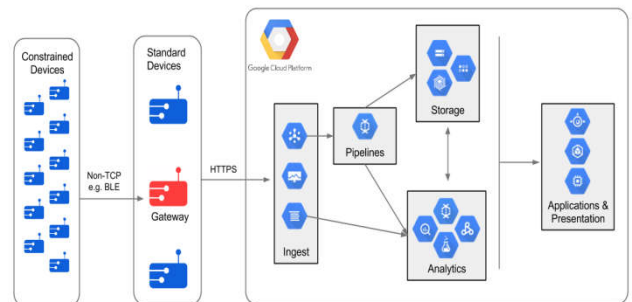 Constrained
Devices
Standard
Devices
Google Cloud Platform
Storage
Pipelines
Non-TCP
e.g. BLE
HTTPS
Gateway
Ingest
Analytics
Applications &
Presentation